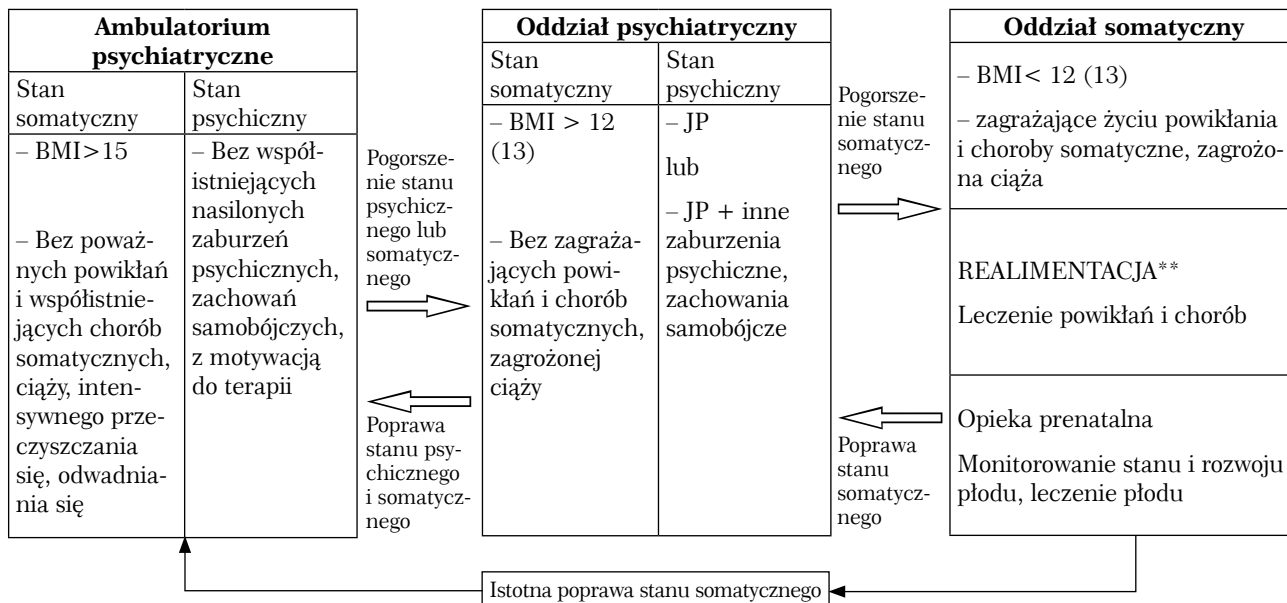 Ambulatorium
psychiatryczne
Stan
somatyczny
Stan
psychiczny
– BMI>15
– Bez poważ-
nych powikłań
i współistnie-
jących chorób
somatycznych,
ciąży, inten-
sywnego prze-
czyszczania
się, odwadnia-
nia się
– Bez współ-
istniejących
nasilonych
zaburzeń
psychicznych,
zachowań
samobójczych,
z motywacją
do terapii
Pogorsze-
nie stanu
psychicz-
nego lub
somatycz-
nego
Poprawa
stanu psy-
chicznego
i somatycz-
nego
Oddział psychiatryczny
Stan
somatyczny
Stan
psychiczny
– BMI > 12
(13)
– Bez zagraża-
jących powi-
kłań i chorób
somatycznych,
zagrożonej
ciąży
– JP
lub
– JP + inne
zaburzenia
psychiczne,
zachowania
samobójcze
Pogorsze-
nie stanu
somatycz-
nego
Poprawa
stanu
somatycz-
nego
Oddział somatyczny
– BMI< 12 (13)
– zagrażające życiu powikłania
i choroby somatyczne, zagrożo-
na ciąża
REALIMENTACJA**
Leczenie powikłań i chorób
Opieka prenatalna
Monitorowanie stanu i rozwoju
płodu, leczenie płodu
Istotna poprawa stanu somatycznego